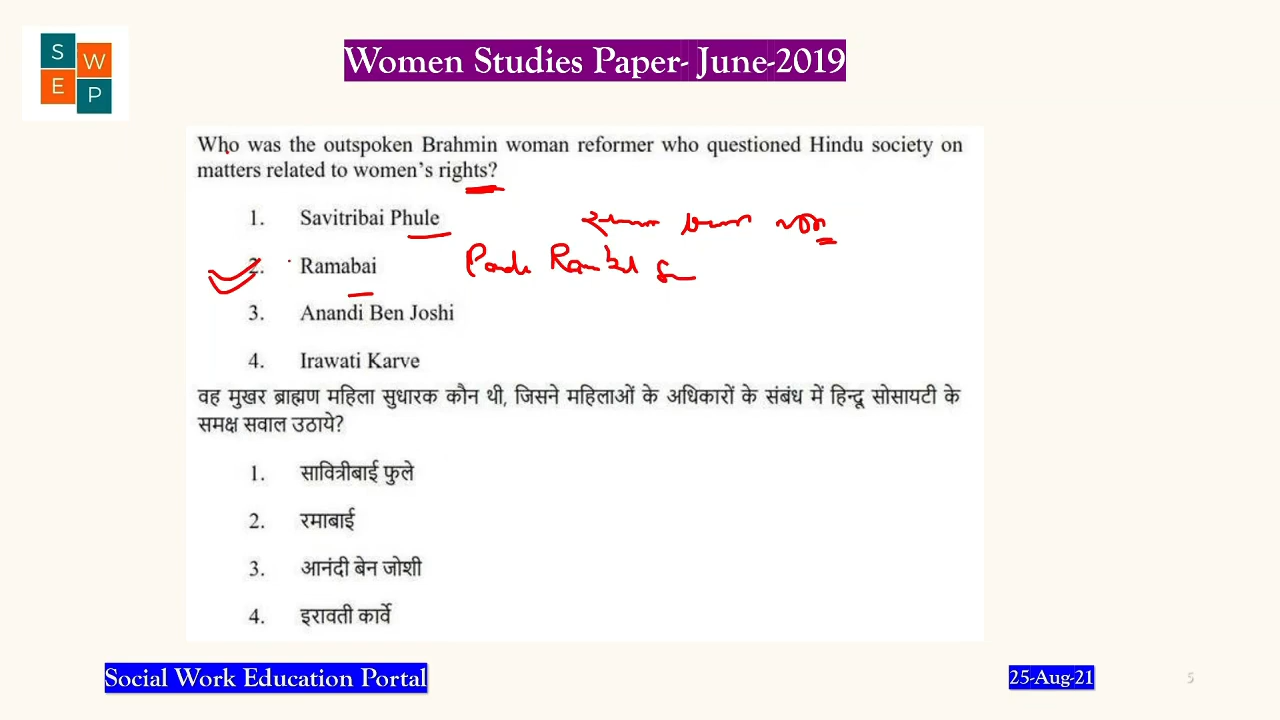 S W
E P
Women Studies Paper- June-2019
Who was the outspoken Brahmin woman reformer who questioned Hindu society on
matters related to women's rights?
1. Savitribai Phule
2. Ramabai
3. Anandi Ben Joshi
4. Irawati Karve
वह मुखर ब्राह्मण महिला सुधारक कौन थी, जिसने महिलाओं के अधिकारों के संबंध में हिन्दू सोसायटी के
समक्ष सवाल उठाये?
1. सावित्रीबाई फुले
2. रमाबाई
3. आनंदी बेन जोशी
4. इरावती कार्वे
Social Work Education Portal
25-Aug-21
5